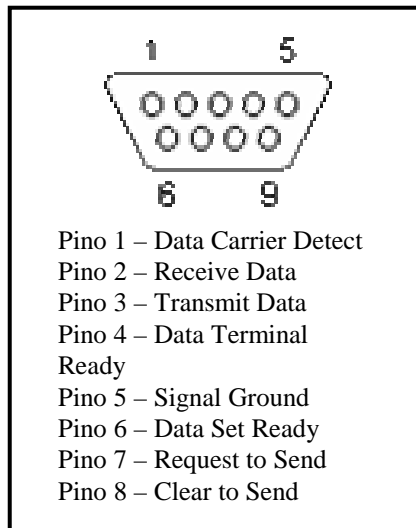 1 5
6 9
Pino 1 – Data Carrier Detect
Pino 2 – Receive Data
Pino 3 – Transmit Data
Pino 4 – Data Terminal
Ready
Pino 5 – Signal Ground
Pino 6 – Data Set Ready
Pino 7 – Request to Send
Pino 8 – Clear to Send